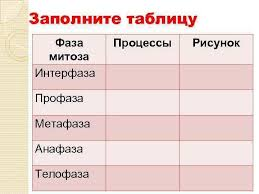 Заполните таблицу
Фаза митоза Процессы Рисунок
Интерфаза
Профаза
Метафаза
Анафаза
Телофаза